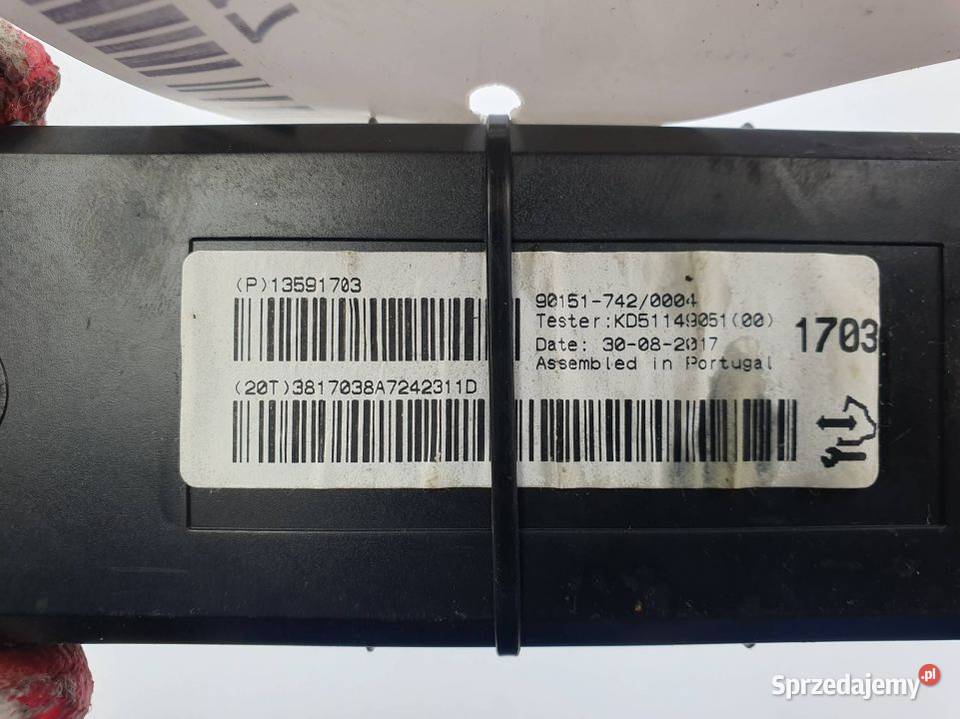 (P)13591703
90151-742/0004
Tester:KD51149051(00)
Date: 30-08-2017
Assembled in Portugal
1703
(20T)3817038A7242311D
Sprzedajemy.pl